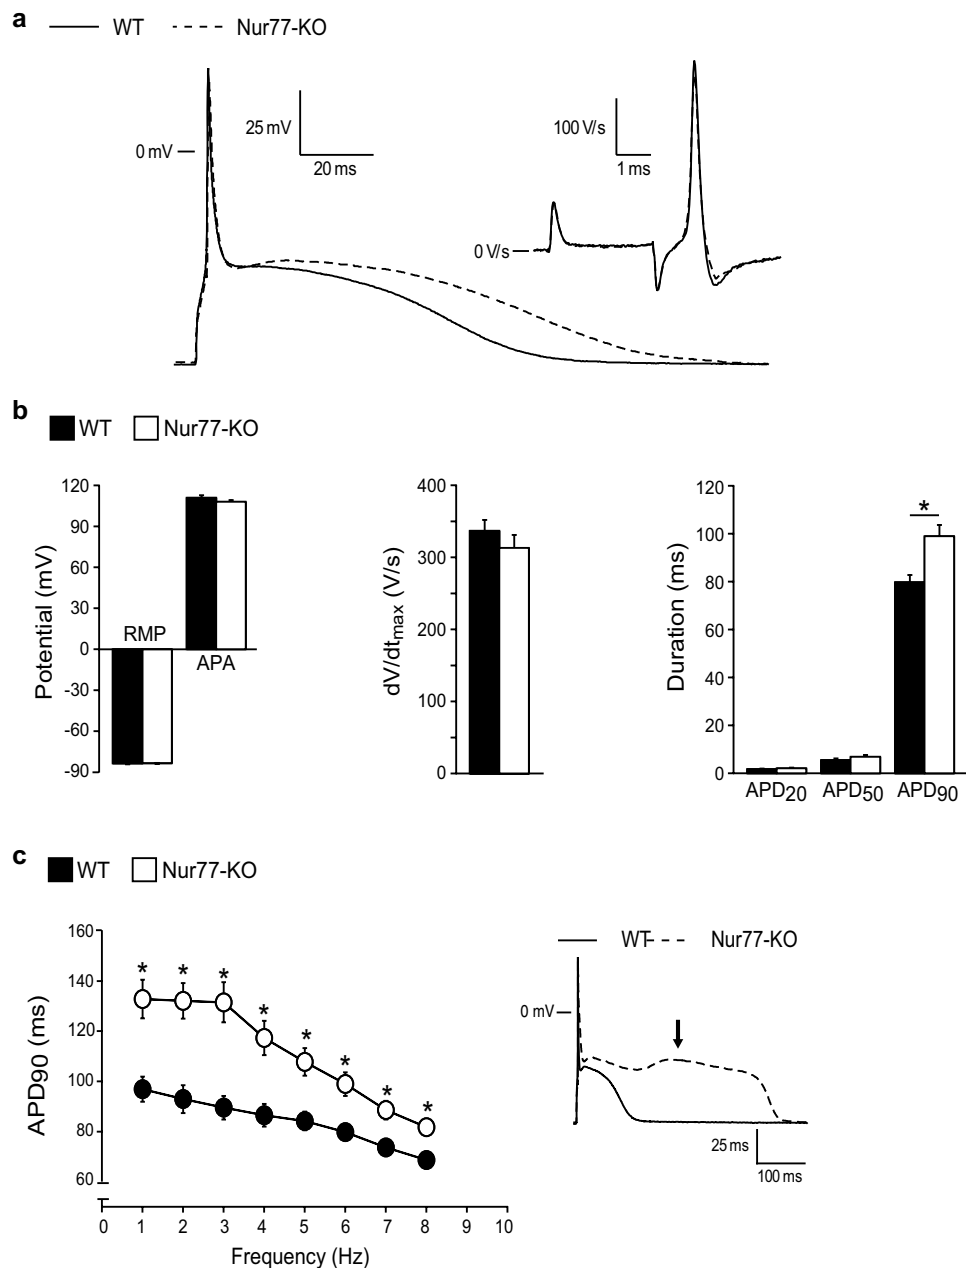 a
WT Nur77-KO
25 mV
20 ms
0 mV
100 V/s
1 ms
0 V/s
b
WT Nur77-KO
Potential (mV)
120
90
60
30
0
-30
-60
-90
RMP
APA
dV/dtmax (V/s)
400
300
200
100
0
Duration (ms)
120
100
80
60
40
20
0
*
APD20 APD50 APD90
c
WT Nur77-KO
APD90 (ms)
160
140
120
100
80
60
* * * * * * * *
0 1 2 3 4 5 6 7 8 9 10
Frequency (Hz)
WT Nur77-KO
0 mV
25 ms
100 ms